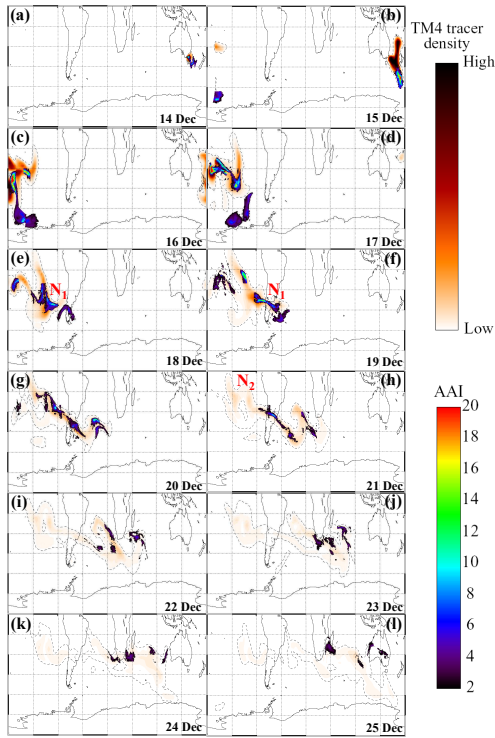 (a)
14 Dec
(b)
15 Dec
TM4 tracer
density
High
Low
(c)
16 Dec
(d)
17 Dec
(e)
N1
18 Dec
(f)
N1
19 Dec
(g)
20 Dec
(h)
N2
21 Dec
AAI
20
18
16
14
12
10
8
6
4
2
(i)
22 Dec
(j)
23 Dec
(k)
24 Dec
(l)
25 Dec